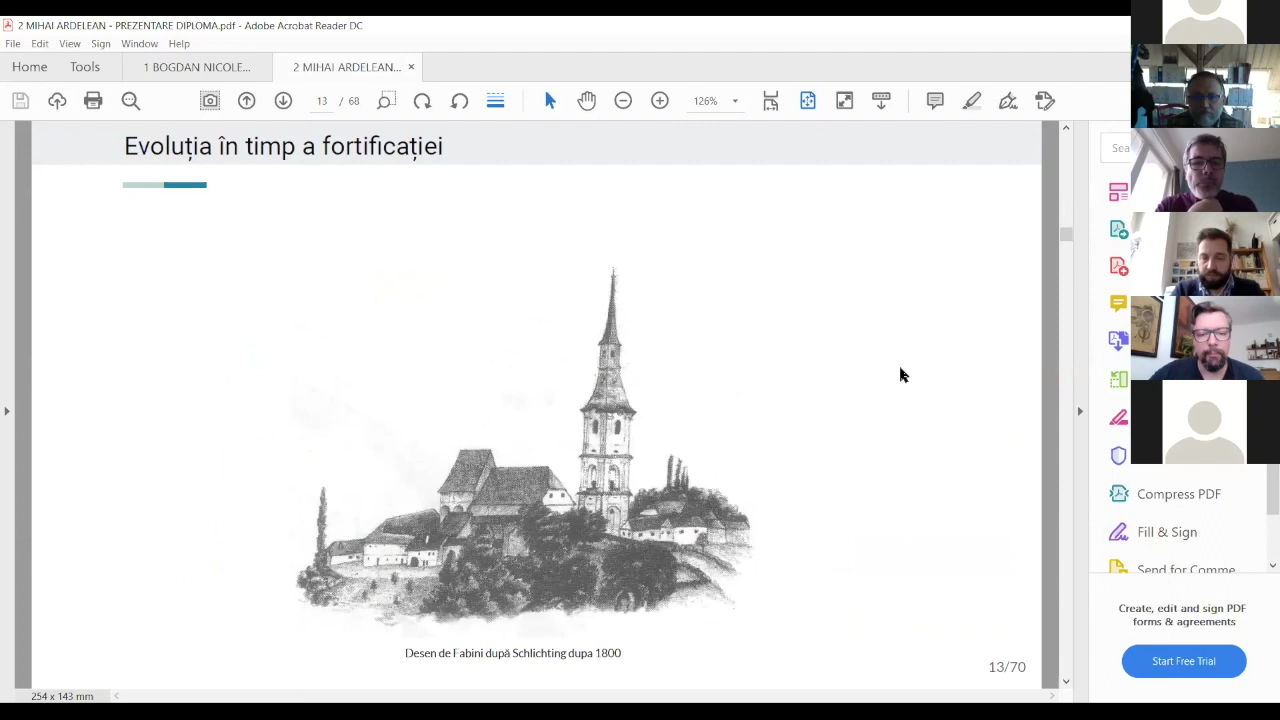 2 MIHAI ARDELEAN - PREZENTARE DIPLOMA.pdf - Adobe Acrobat Reader DC
File Edit View Sign Window Help
Home Tools 1 BOGDAN NICOLE... 2 MIHAI ARDELEAN... ×
13 / 68 126%
Evoluția în timp a fortificației
Sea
Desen de Fabini după Schlichting dupa 1800
13/70
Compress PDF
Fill & Sign
Send for Comme
Create, edit and sign PDF
forms & agreements
Start Free Trial
254 x 143 mm